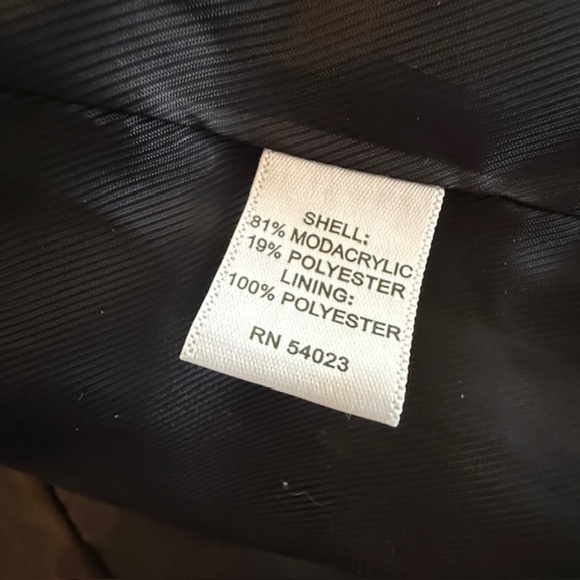 SHELL:
81% MODACRYLIC
19% POLYESTER
LINING:
100% POLYESTER
RN 54023